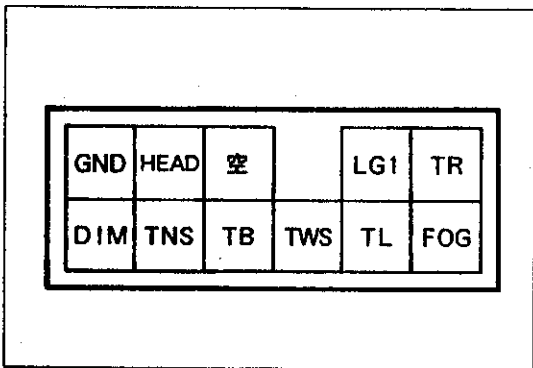 GND HEAD 空 LG1 TR
DIM TNS TB TWS TL FOG